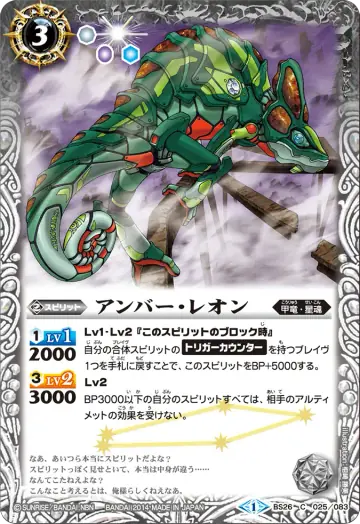 3
アンバー・レオン
②スピリット
甲竜・星魂
1 LV1 2000
3 LV2 3000
Lv1・Lv2『このスピリットのブロック時』
自分の合体スピリットのトリガーカウンターを持つブレイヴ
1つを手札に戻すことで、このスピリットをBP+5000する。
Lv2
BP3000以下の自分のスピリットすべては、相手のアルティ
メットの効果を受けない。
なあ、あいつら本当にスピリットだよな？
スピリットっぽく見せといて、本当は中身が違う……
なんてこたねえよな？
こんなこと考えるとは、俺様らしくねえなあ。
©SUNRISE/BANDAI, NBN BANDAI 2014 MADE IN JAPAN
1 BS26-C 025/083